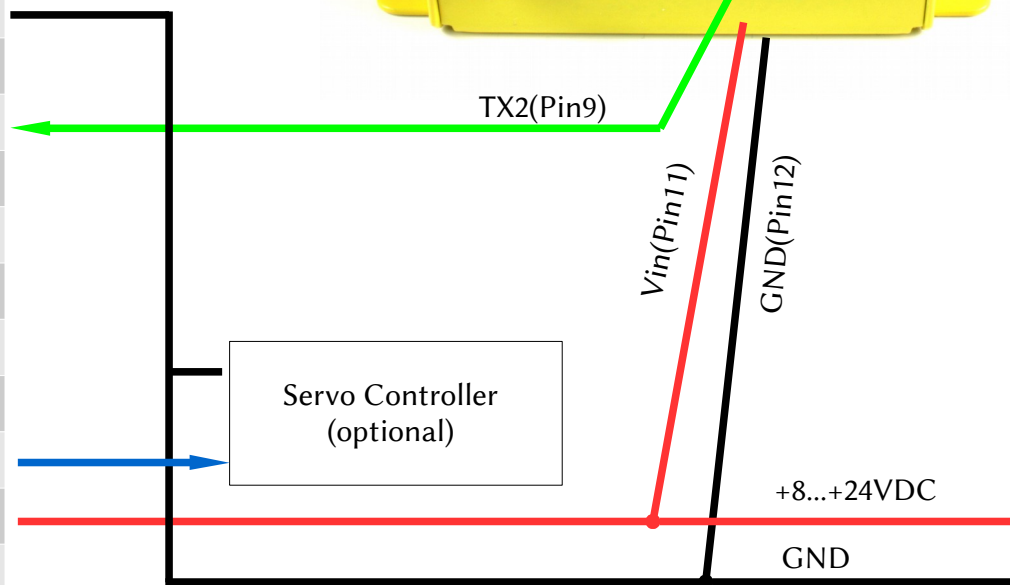 TX2(Pin9)
Vin(Pin11)
GND(Pin12)
Servo Controller
(optional)
+8...+24VDC
GND